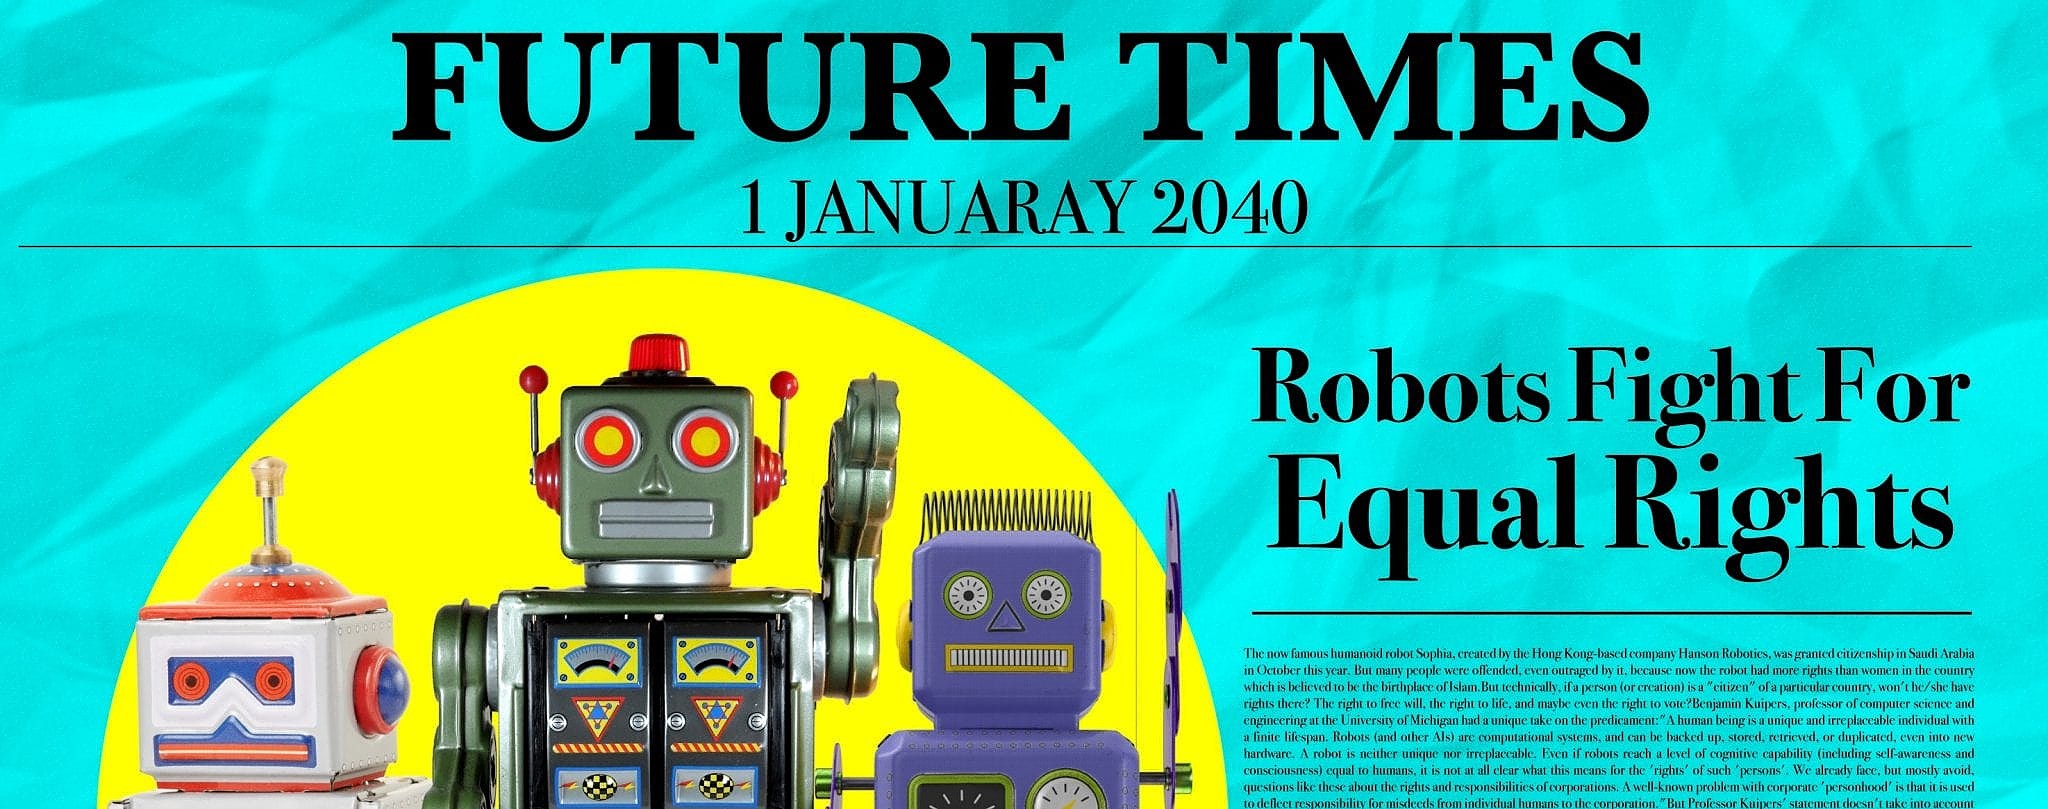 FUTURE TIMES
1 JANUARAY 2040
Robots Fight For
Equal Rights
The now famous humanoid robot Sophia, created by the Hong Kong-based company Hanson Robotics, was granted citizenship in Saudi Arabia
in October this year. But many people were offended, even outraged by it, because now the robot had more rights than women in the country
which is believed to be the birthplace of Islam.But technically, if a person (or creation) is a "citizen" of a particular country, won't he/she have
rights there? The right to free will, the right to life, and maybe even the right to vote?Benjamin Kuipers, professor of computer science and
engineering at the University of Michigan had a unique take on the predicament:"A human being is a unique and irreplaceable individual with
a finite lifespan. Robots (and other AIs) are computational systems, and can be backed up, stored, retrieved, or duplicated, even into new
hardware. A robot is neither unique nor irreplaceable. Even if robots reach a level of cognitive capability (including self-awareness and
consciousness) equal to humans, it is not at all clear what this means for the 'rights' of such 'persons'. We already face, but mostly avoid,
questions like these about the rights and responsibilities of corporations. A well-known problem with corporate 'personhood' is that it is used
to deflect responsibility for misdeeds from individual humans to the corporation."But Professor Kuipers' statement doesn't take into account